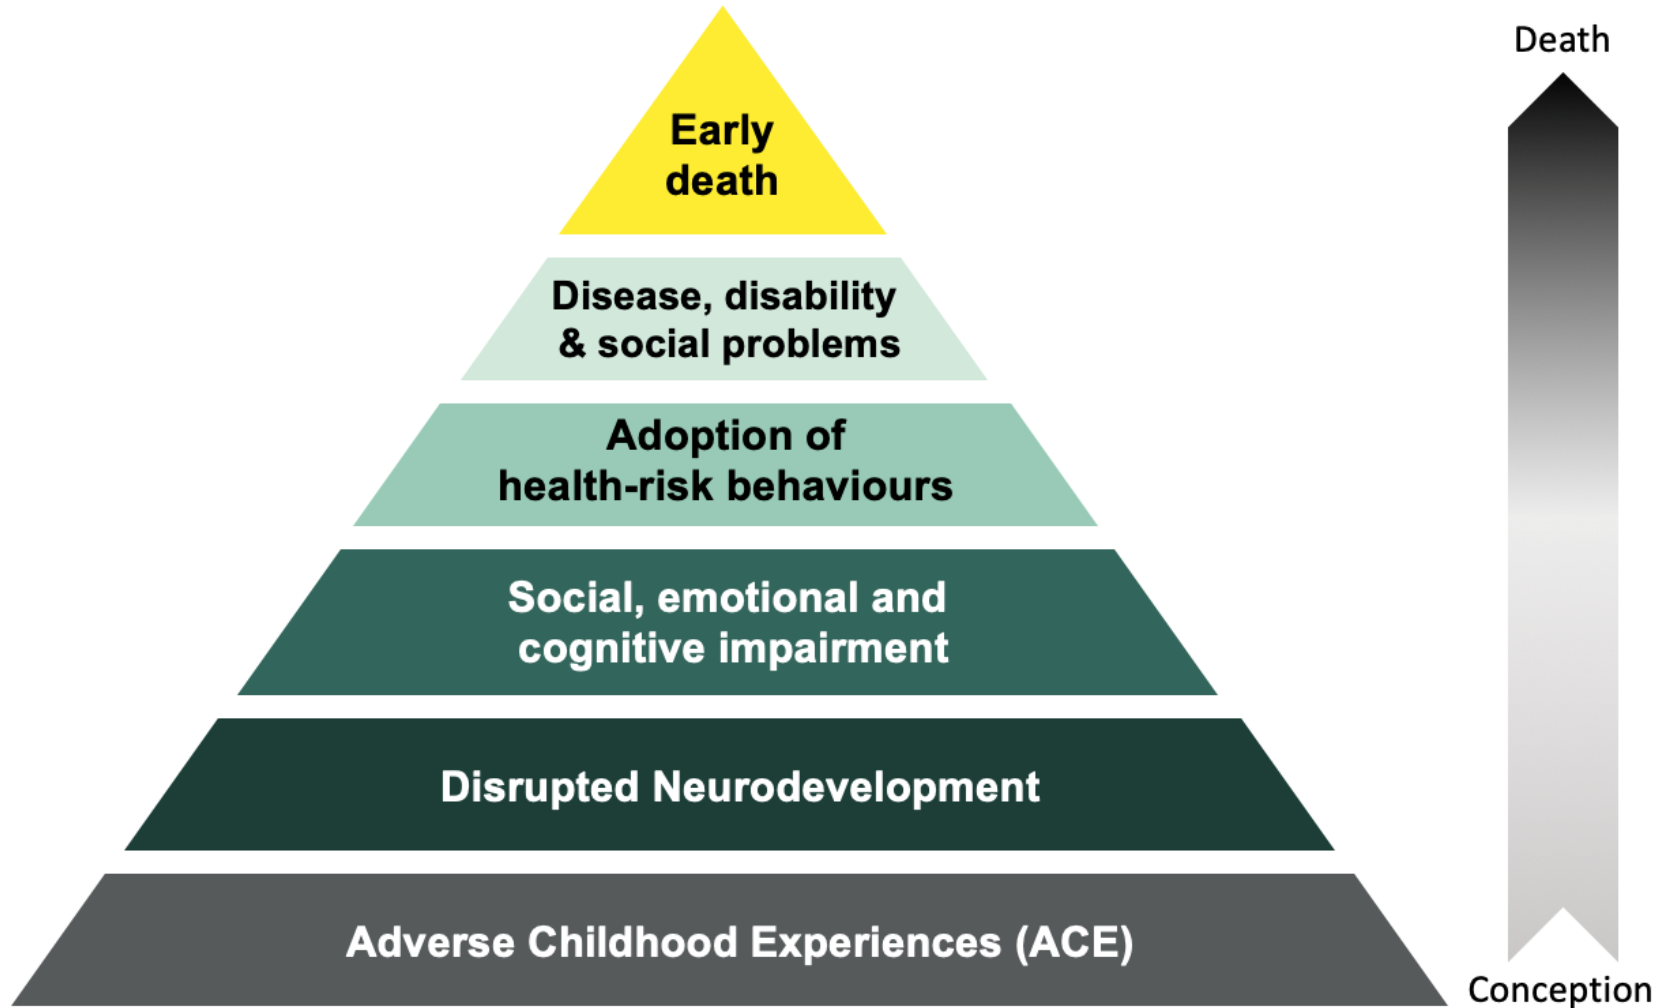 Early
death
Disease, disability
& social problems
Adoption of
health-risk behaviours
Social, emotional and
cognitive impairment
Disrupted Neurodevelopment
Adverse Childhood Experiences (ACE)
Death
Conception